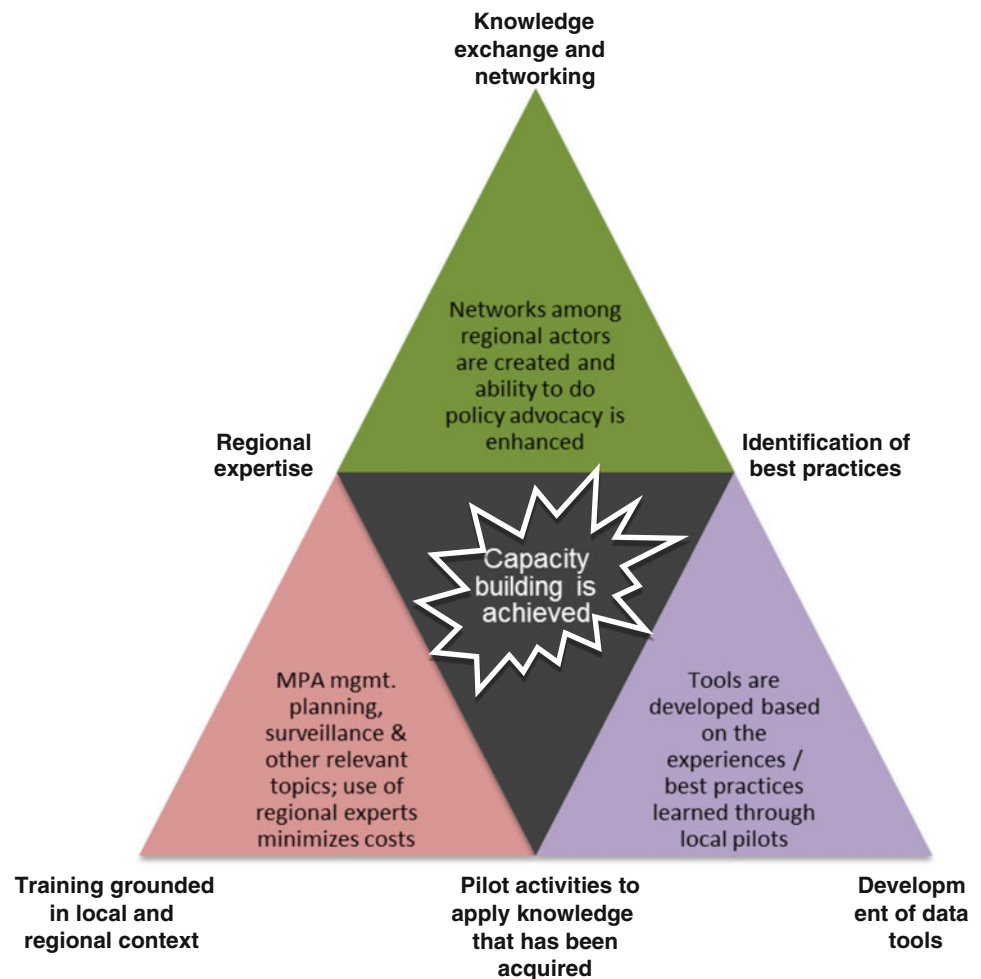 Knowledge
exchange and
networking
Networks among
regional actors
are created and
ability to do
policy advocacy is
enhanced
Regional
expertise
Identification of
best practices
Capacity
building is
achieved
MPA mgmt.
planning,
surveillance &
other relevant
topics; use of
regional experts
minimizes costs
Tools are
developed based
on the
experiences /
best practices
learned through
local pilots
Training grounded
in local and
regional context
Pilot activities to
apply knowledge
that has been
acquired
Developm
ent of data
tools